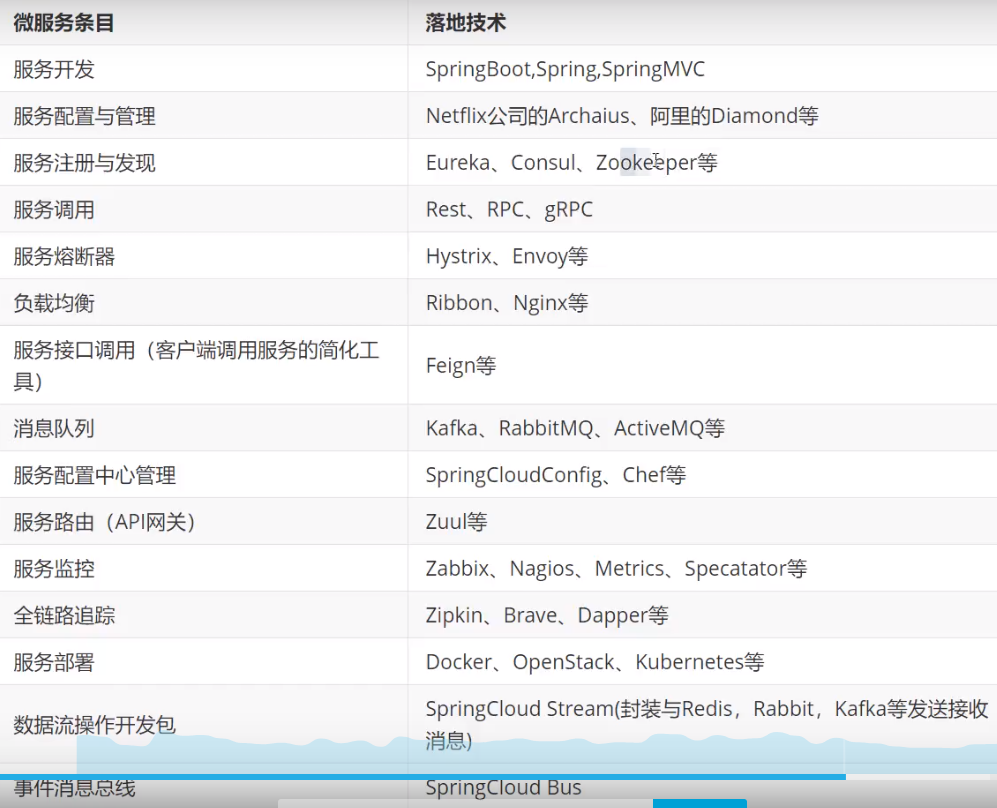 微服务条目 落地技术
服务开发 SpringBoot,Spring,SpringMVC
服务配置与管理 Netflix公司的Archaius、阿里的Diamond等
服务注册与发现 Eureka、Consul、Zookeeper等
服务调用 Rest、RPC、gRPC
服务熔断器 Hystrix、Envoy等
负载均衡 Ribbon、Nginx等
服务接口调用（客户端调用服务的简化工
具） Feign等
消息队列 Kafka、RabbitMQ、ActiveMQ等
服务配置中心管理 SpringCloudConfig、Chef等
服务路由（API网关） Zuul等
服务监控 Zabbix、Nagios、Metrics、Specatator等
全链路追踪 Zipkin、Brave、Dapper等
服务部署 Docker、OpenStack、Kubernetes等
数据流操作开发包 SpringCloud Stream(封装与Redis，Rabbit，Kafka等发送接收
消息)
事件消息总线 SpringCloud Bus